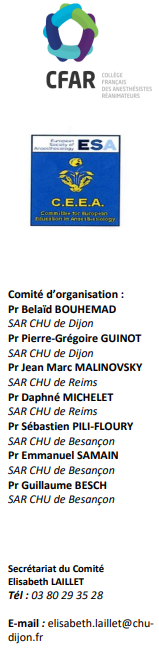 CFAR
COLLÈGE
FRANÇAIS
DES ANESTHÉSISTES
RÉANIMATEURS
European
Society of
Anaesthesiology
ESA
C.E.E.A.
Committee for European
Education in Anaesthesiology
Comité d'organisation :
Pr Belaïd BOUHEMAD
SAR CHU de Dijon
Pr Pierre-Grégoire GUINOT
SAR CHU de Dijon
Pr Jean Marc MALINOVSKY
SAR CHU de Reims
Pr Daphné MICHELET
SAR CHU de Reims
Pr Sébastien PILI-FLOURY
SAR CHU de Besançon
Pr Emmanuel SAMAIN
SAR CHU de Besançon
Pr Guillaume BESCH
SAR CHU de Besançon
Secrétariat du Comité
Elisabeth LAILLET
Tél : 03 80 29 35 28
E-mail : elisabeth.laillet@chu-
dijon.fr